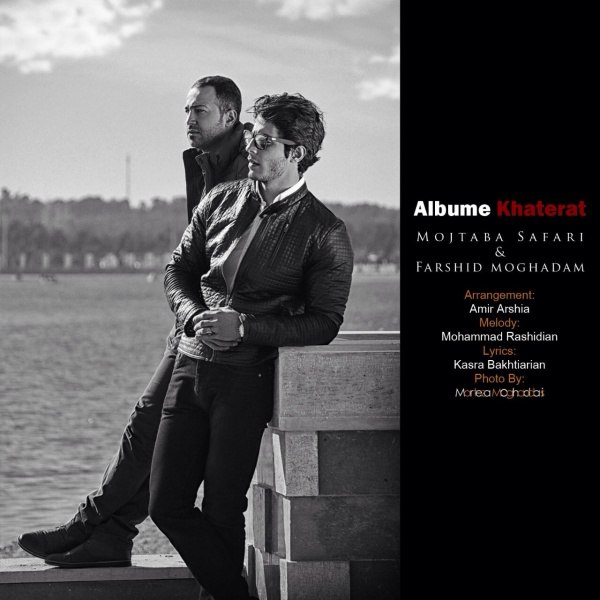 Albume Khaterat
MOJTABA SAFARI
&
FARSHID MOGHADAM
Arrangement:
Amir Arshia
Melody:
Mohammad Rashidian
Lyrics:
Kasra Bakhtiarian
Photo By: